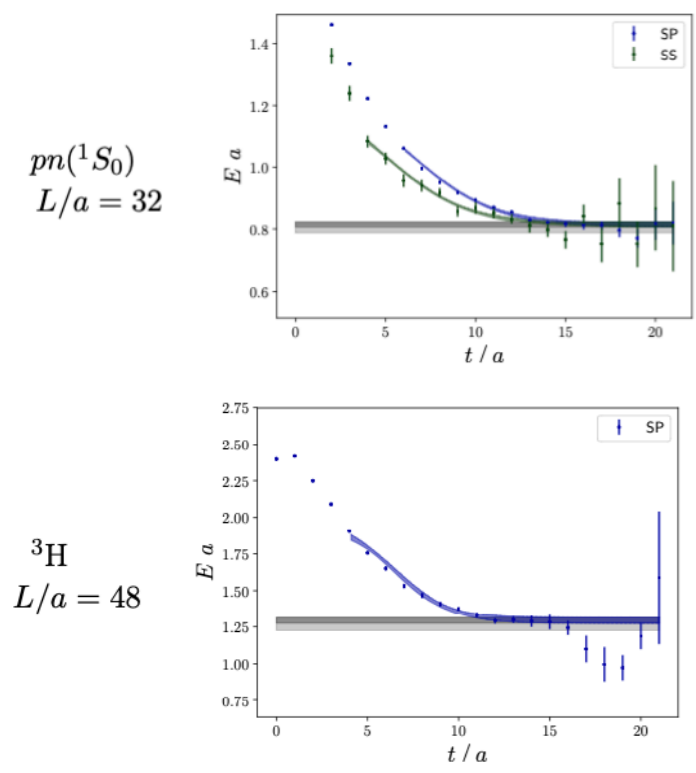 pn(¹S₀)
L/a = 32
SP
SS
1.4
1.2
1.0
0.8
0.6
E a
0 5 10 15 20
t / a
³H
L/a = 48
SP
2.75
2.50
2.25
2.00
1.75
1.50
1.25
1.00
0.75
E a
0 5 10 15 20
t / a